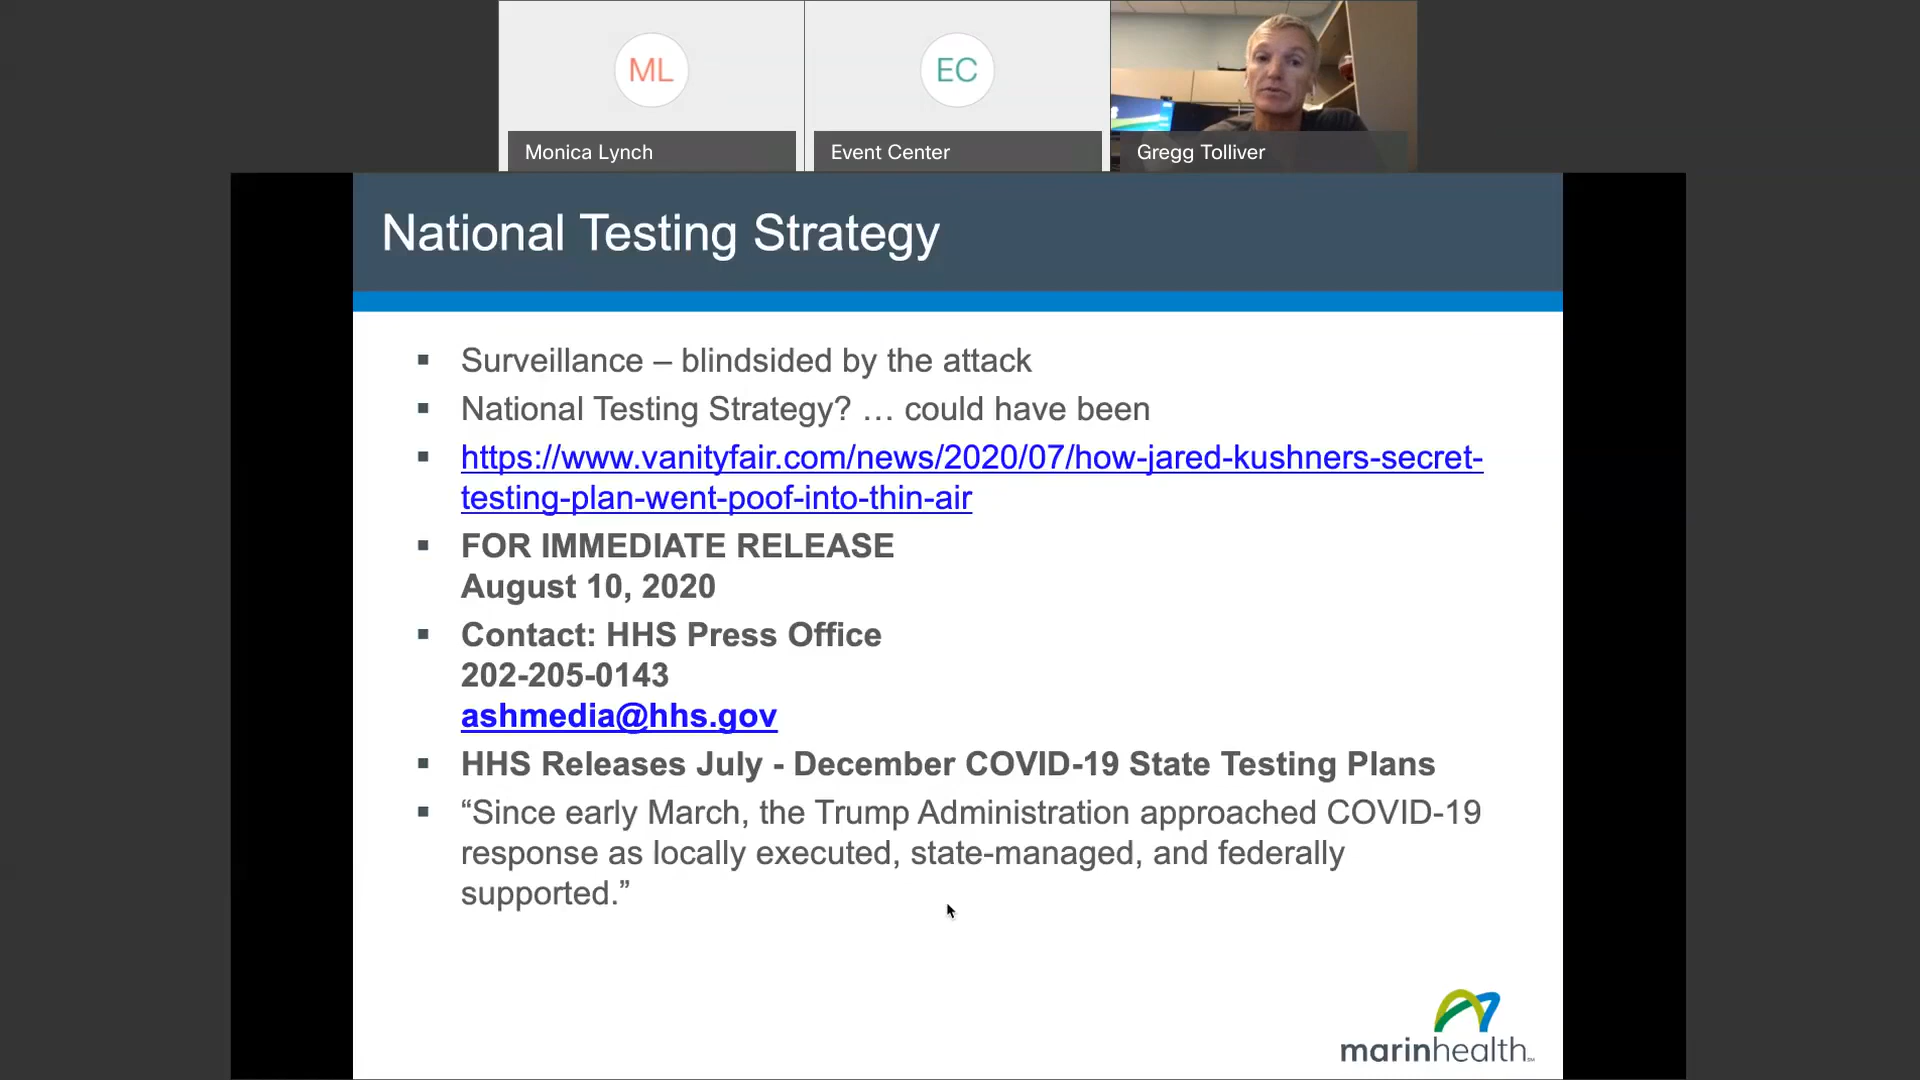 ML
EC
Monica Lynch
Event Center
Gregg Tolliver
National Testing Strategy
▪ Surveillance – blindsided by the attack
▪ National Testing Strategy? … could have been
▪ https://www.vanityfair.com/news/2020/07/how-jared-kushners-secret-
testing-plan-went-poof-into-thin-air
▪ FOR IMMEDIATE RELEASE
August 10, 2020
▪ Contact: HHS Press Office
202-205-0143
ashmedia@hhs.gov
▪ HHS Releases July - December COVID-19 State Testing Plans
▪ “Since early March, the Trump Administration approached COVID-19
response as locally executed, state-managed, and federally
supported.”
marinhealth